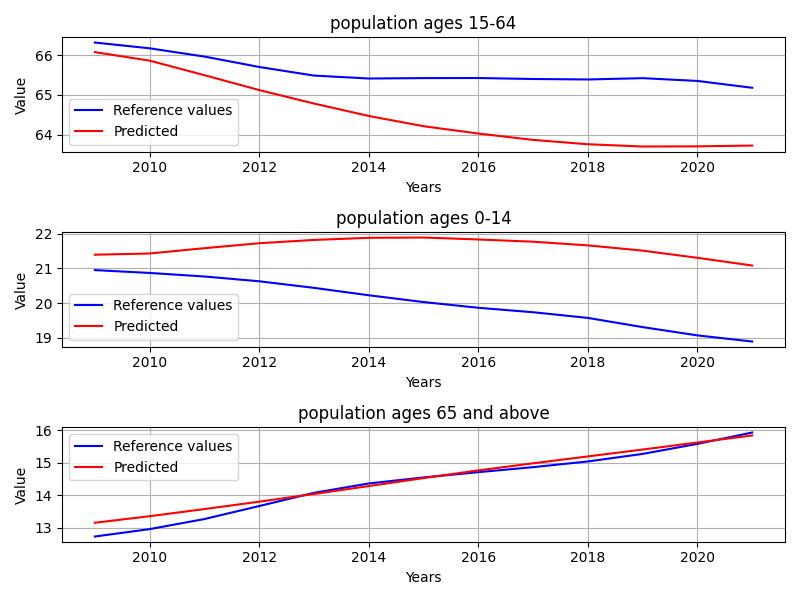 population ages 15-64
Value
66
65
64
Reference values
Predicted
2010 2012 2014 2016 2018 2020
Years
population ages 0-14
Value
22
21
20
19
Reference values
Predicted
2010 2012 2014 2016 2018 2020
Years
population ages 65 and above
Value
16
15
14
13
Reference values
Predicted
2010 2012 2014 2016 2018 2020
Years